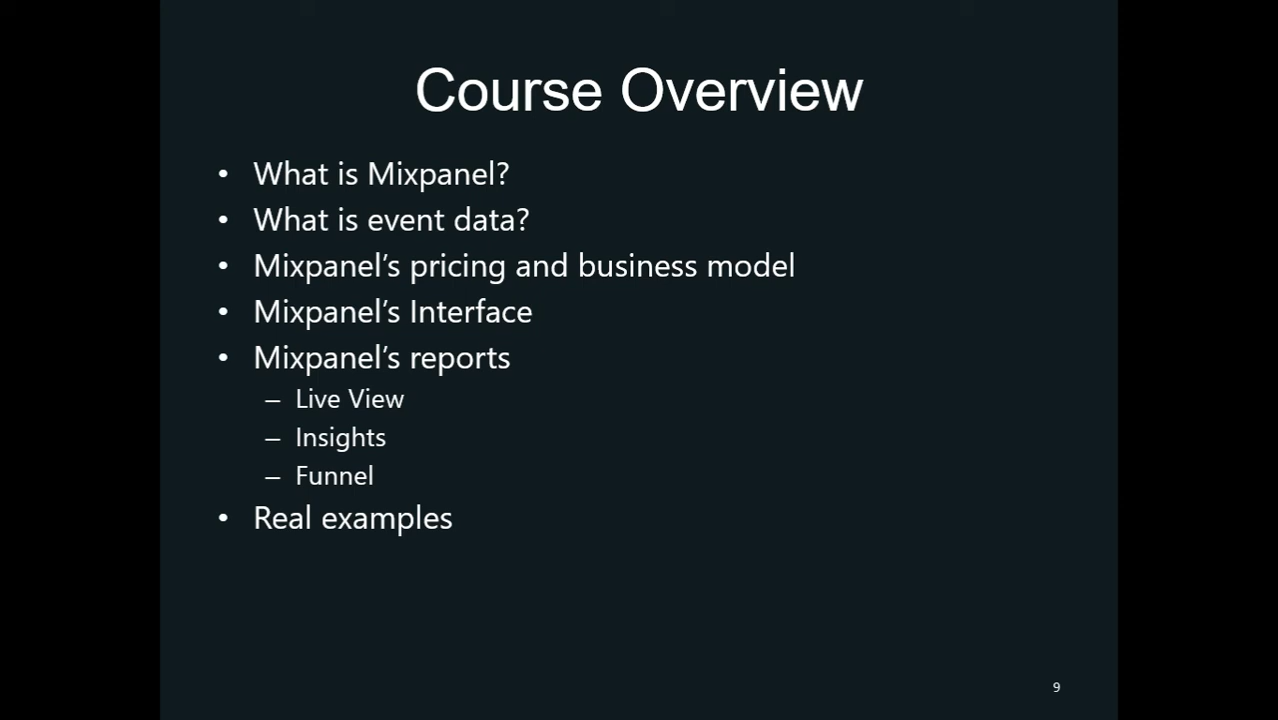 Course Overview
• What is Mixpanel?
• What is event data?
• Mixpanel’s pricing and business model
• Mixpanel’s Interface
• Mixpanel’s reports
– Live View
– Insights
– Funnel
• Real examples
9